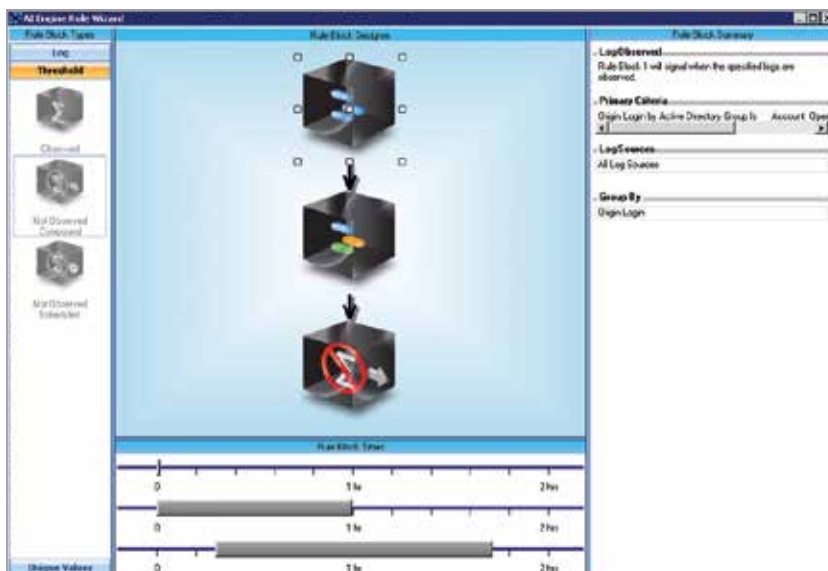 AI Engine Rule Wizard
Rule Block Types
Log
Threshold
Observed
Not Observed
Compound
Not Observed
Scheduled
Unique Values
Rule Block Designer
Rule Block Times
0
1 hr
2 hrs
0
1 hr
2 hrs
0
1 hr
2 hrs
Rule Block Summary
Log Observed
Rule Block 1 will signal when the specified logs are
observed.
Primary Criteria
Origin Login by Active Directory Group Is Account Oper
Log Sources
All Log Sources
Group By
Origin Login